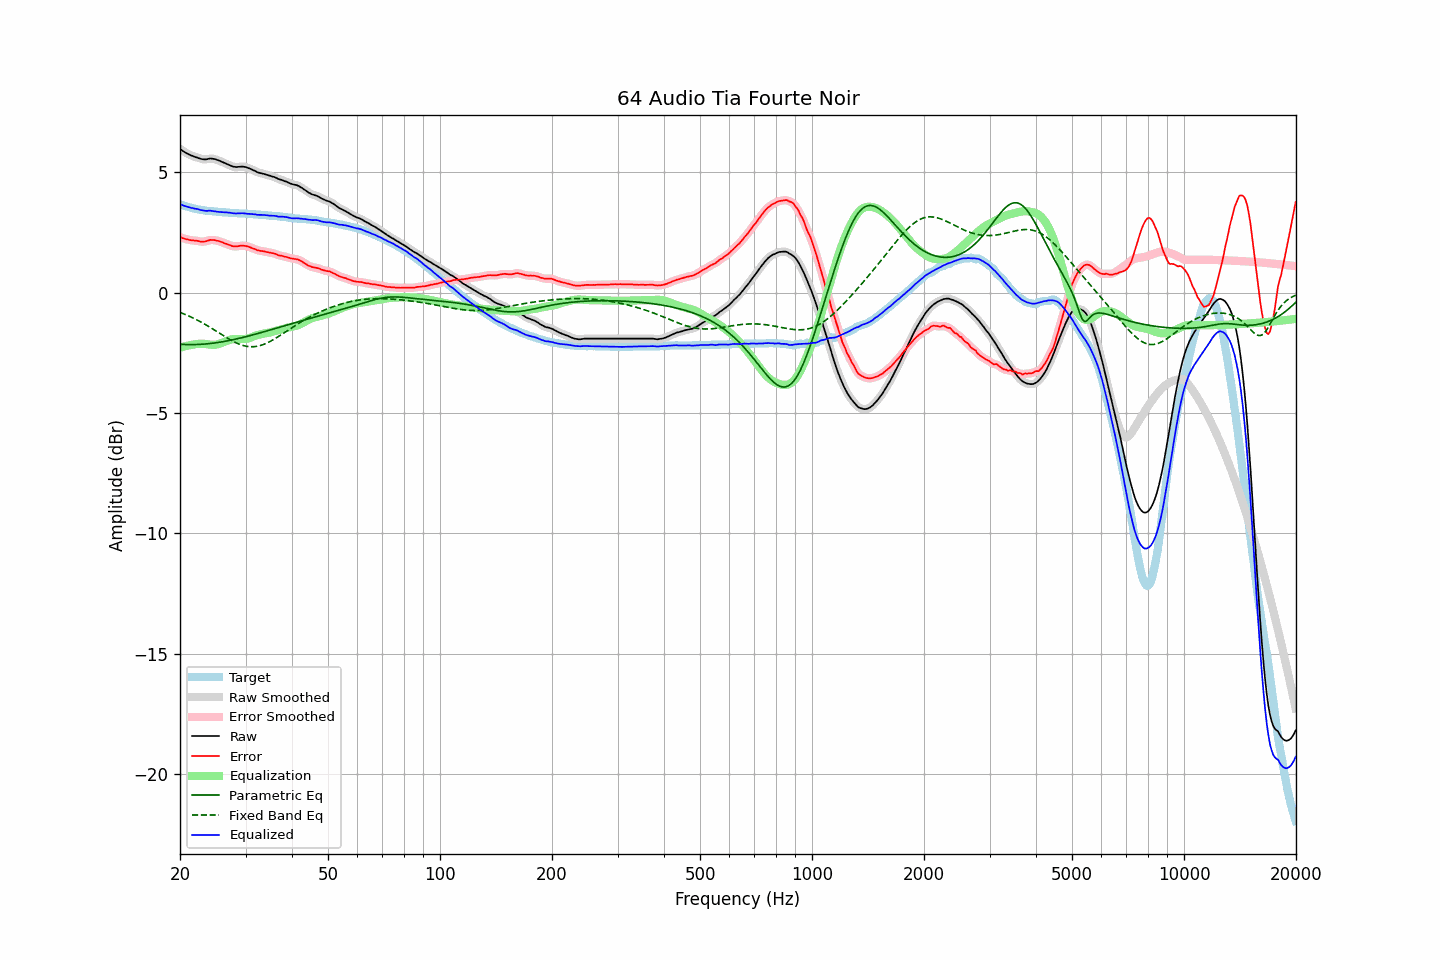 64 Audio Tia Fourte Noir
Amplitude (dBr)
5
0
−5
−10
−15
−20
Target
Raw Smoothed
Error Smoothed
Raw
Error
Equalization
Parametric Eq
Fixed Band Eq
Equalized
20 50 100 200 500 1000 2000 5000 10000 20000
Frequency (Hz)